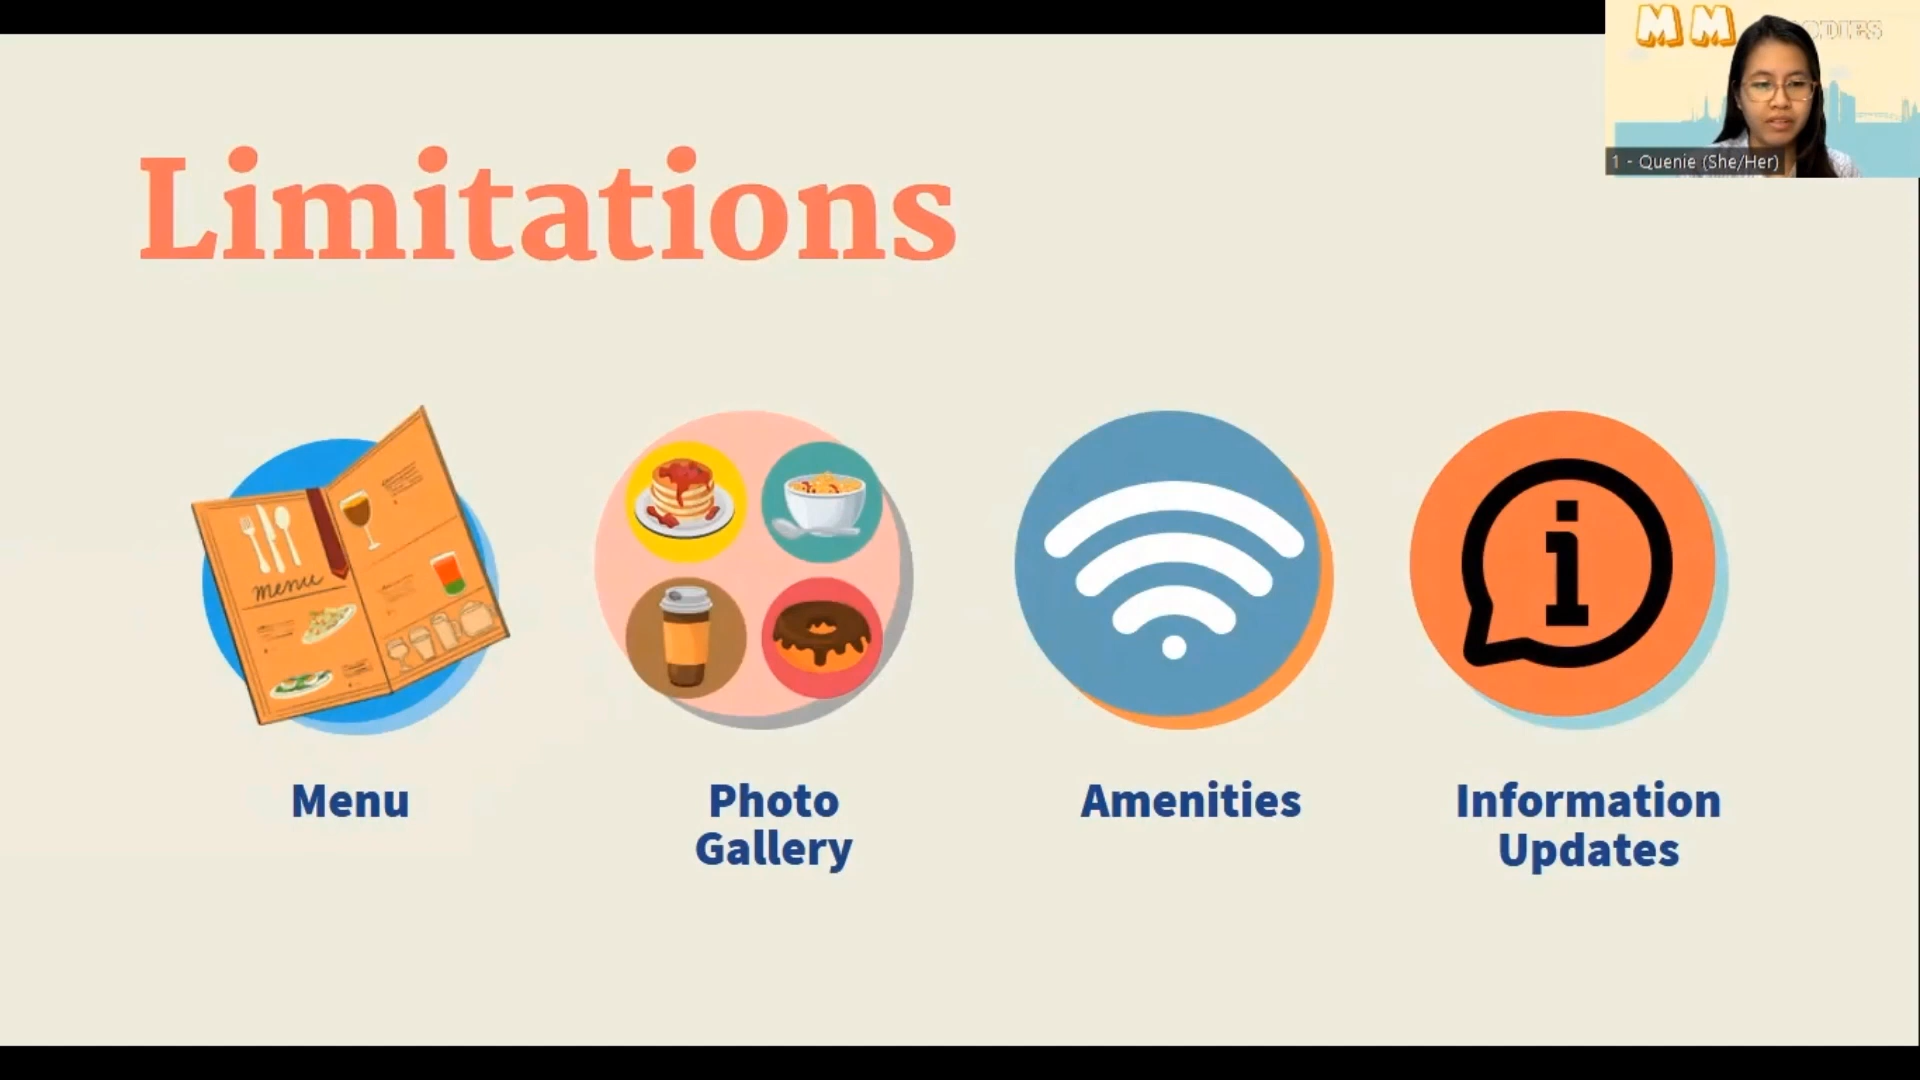 M M
Limitations
1 - Quenie (She/Her)
menu
Menu
Photo
Gallery
Amenities
Information
Updates
i